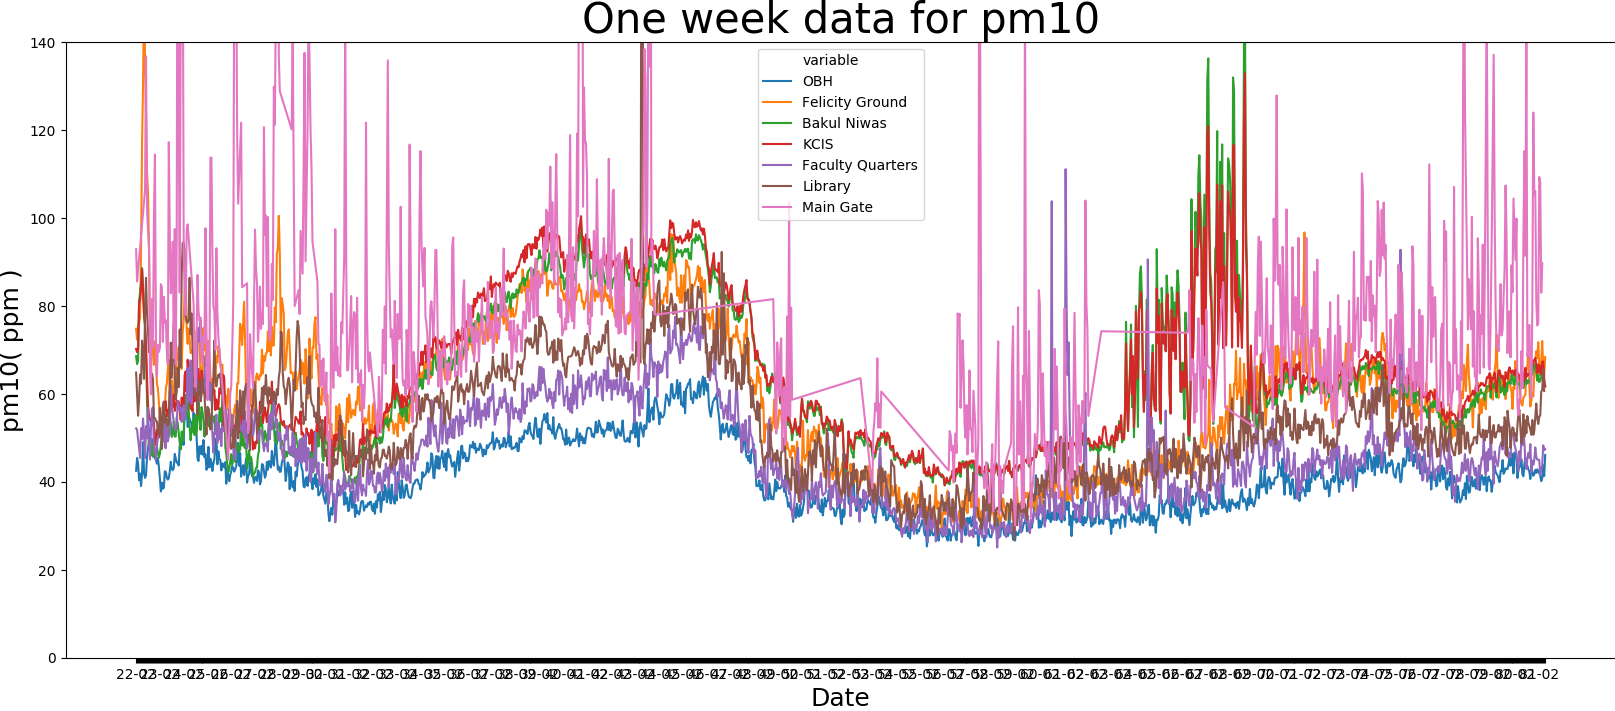 One week data for pm10
140
120
100
80
60
40
20
0
pm10( ppm )
variable
OBH
Felicity Ground
Bakul Niwas
KCIS
Faculty Quarters
Library
Main Gate
Date